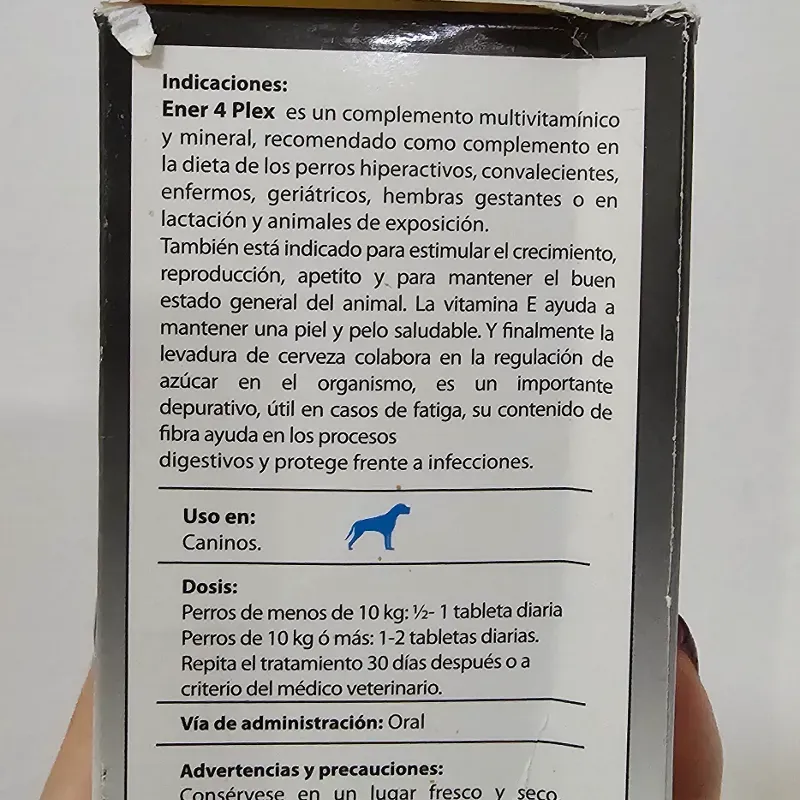 Indicaciones:
Ener 4 Plex es un complemento multivitamínico
y mineral, recomendado como complemento en
la dieta de los perros hiperactivos, convalecientes,
enfermos, geriátricos, hembras gestantes o en
lactación y animales de exposición.
También está indicado para estimular el crecimiento,
reproducción, apetito y para mantener el buen
estado general del animal. La vitamina E ayuda a
mantener una piel y pelo saludable. Y finalmente la
levadura de cerveza colabora en la regulación de
azúcar en el organismo, es un importante
depurativo, útil en casos de fatiga, su contenido de
fibra ayuda en los procesos
digestivos y protege frente a infecciones.
Uso en:
Caninos.
Dosis:
Perros de menos de 10 kg: ½- 1 tableta diaria
Perros de 10 kg ó más: 1-2 tabletas diarias.
Repita el tratamiento 30 días después o a
criterio del médico veterinario.
Vía de administración: Oral
Advertencias y precauciones:
Consérvese en un lugar fresco y seco